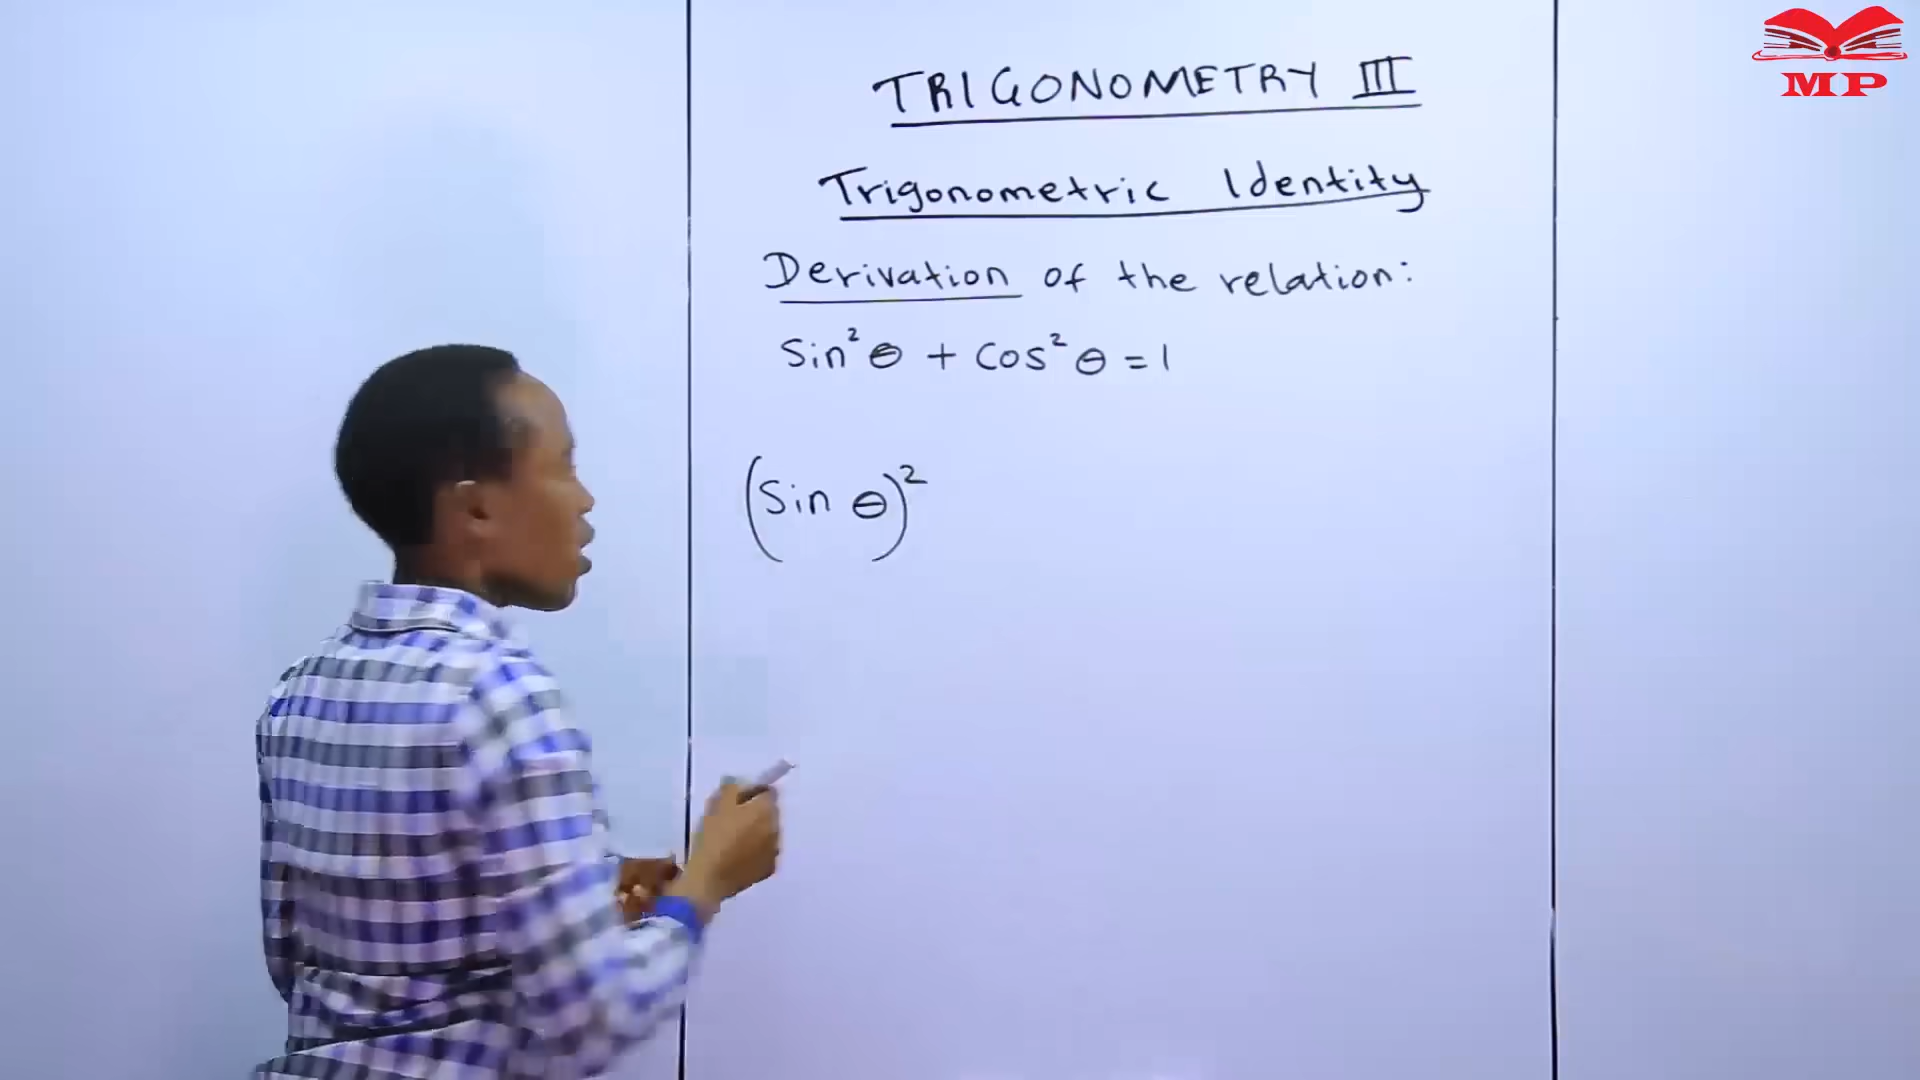 TRIGONOMETRY III
Trigonometric Identity
Derivation of the relation:
Sin²θ + Cos²θ = 1
(Sin θ)²
MP